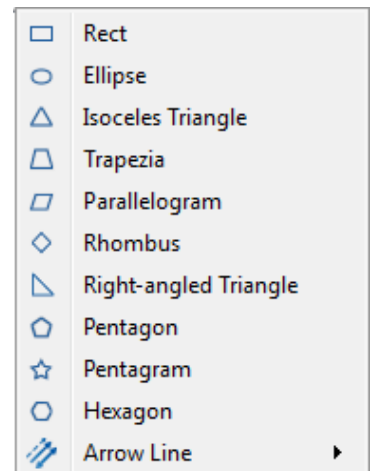 Rect
Ellipse
Isoceles Triangle
Trapezia
Parallelogram
Rhombus
Right-angled Triangle
Pentagon
Pentagram
Hexagon
Arrow Line